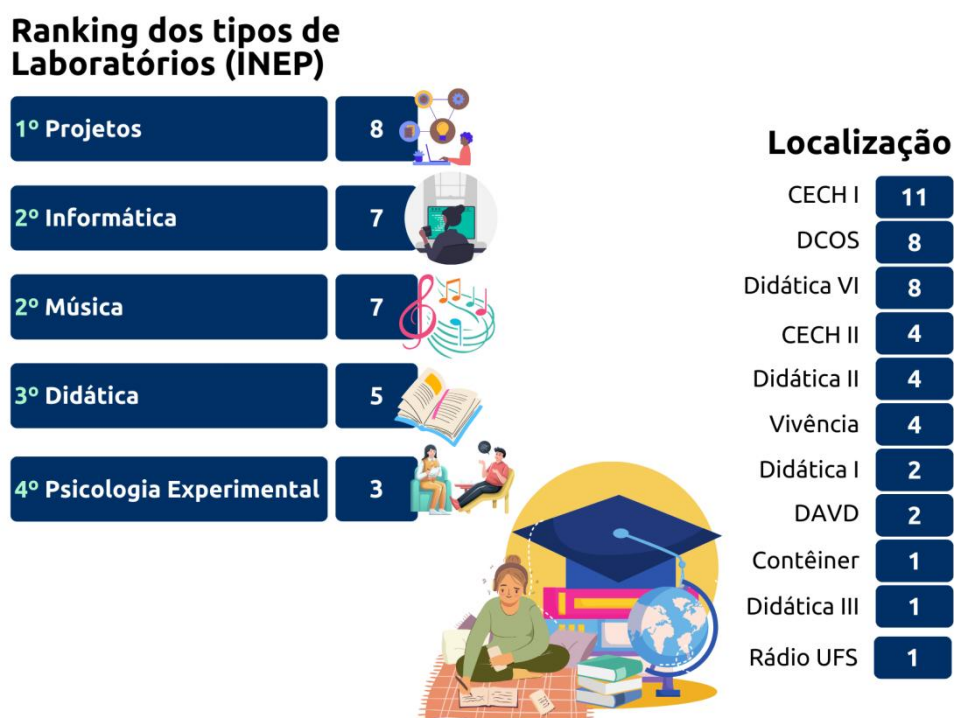 Ranking dos tipos de
Laboratórios (INEP)
1º Projetos 8
2º Informática 7
2º Música 7
3º Didática 5
4º Psicologia Experimental 3
Localização
CECH I 11
DCOS 8
Didática VI 8
CECH II 4
Didática II 4
Vivência 4
Didática I 2
DAVD 2
Contêiner 1
Didática III 1
Rádio UFS 1